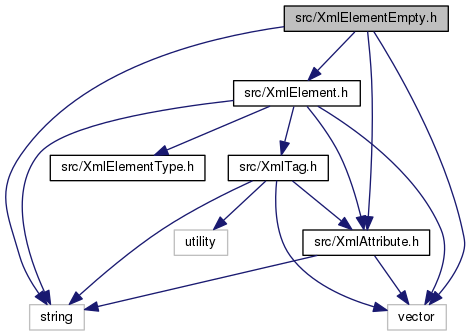 src/XmlElementEmpty.h
src/XmlElement.h
src/XmlElementType.h
src/XmlTag.h
utility
src/XmlAttribute.h
string
vector